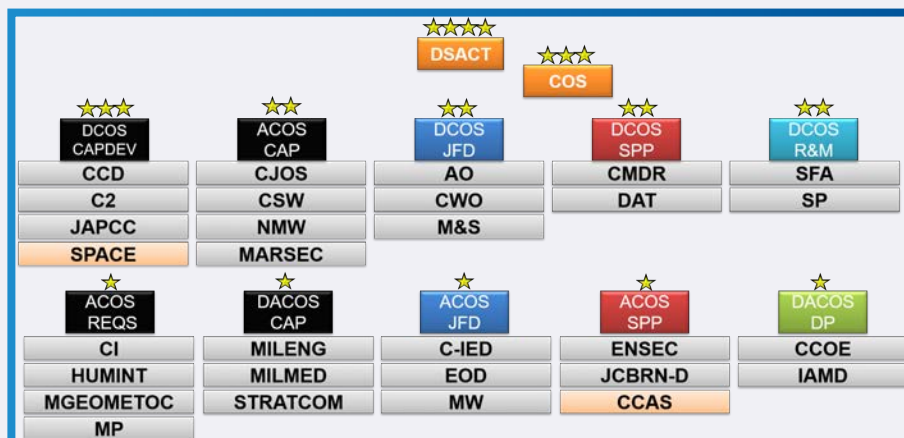 DSACT
COS
DCOS
CAPDEV
CCD
C2
JAPCC
SPACE
ACOS
CAP
CJOS
CSW
NMW
MARSEC
DCOS
JFD
AO
CWO
M&S
DCOS
SPP
CMDR
DAT
DCOS
R&M
SFA
SP
ACOS
REQS
CI
HUMINT
MGEOMETOC
MP
DACOS
CAP
MILENG
MILMED
STRATCOM
ACOS
JFD
C-IED
EOD
MW
ACOS
SPP
ENSEC
JCBRN-D
CCAS
DACOS
DP
CCOE
IAMD